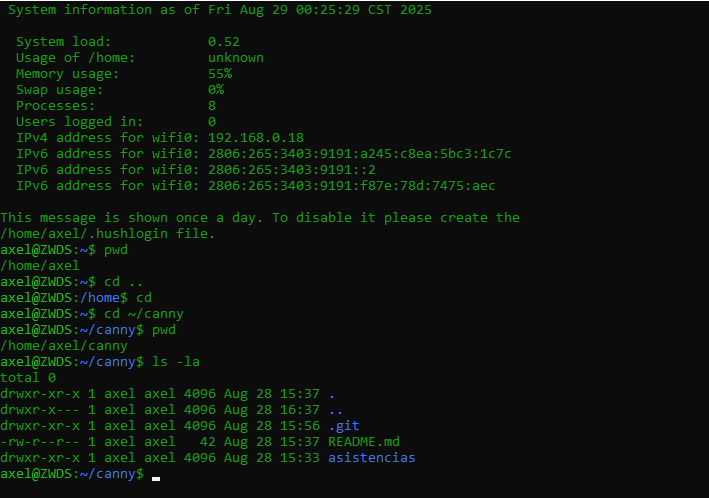 System information as of Fri Aug 29 00:25:29 CST 2025
System load: 0.52
Usage of /home: unknown
Memory usage: 55%
Swap usage: 0%
Processes: 8
Users logged in: 0
IPv4 address for wifi0: 192.168.0.18
IPv6 address for wifi0: 2806:265:3403:9191:a245:c8ea:5bc3:1c7c
IPv6 address for wifi0: 2806:265:3403:9191::2
IPv6 address for wifi0: 2806:265:3403:9191:f87e:78d:7475:aec
This message is shown once a day. To disable it please create the
/home/axel/.hushlogin file.
axel@ZWDS:~$ pwd
/home/axel
axel@ZWDS:~$ cd ..
axel@ZWDS:/home$ cd
axel@ZWDS:~$ cd ~/canny
axel@ZWDS:~/canny$ pwd
/home/axel/canny
axel@ZWDS:~/canny$ ls -la
total 0
drwxr-xr-x 1 axel axel 4096 Aug 28 15:37 .
drwxr-x--- 1 axel axel 4096 Aug 28 16:37 ..
drwxr-xr-x 1 axel axel 4096 Aug 28 15:56 .git
-rw-r--r-- 1 axel axel   42 Aug 28 15:37 README.md
drwxr-xr-x 1 axel axel 4096 Aug 28 15:33 asistencias
axel@ZWDS:~/canny$